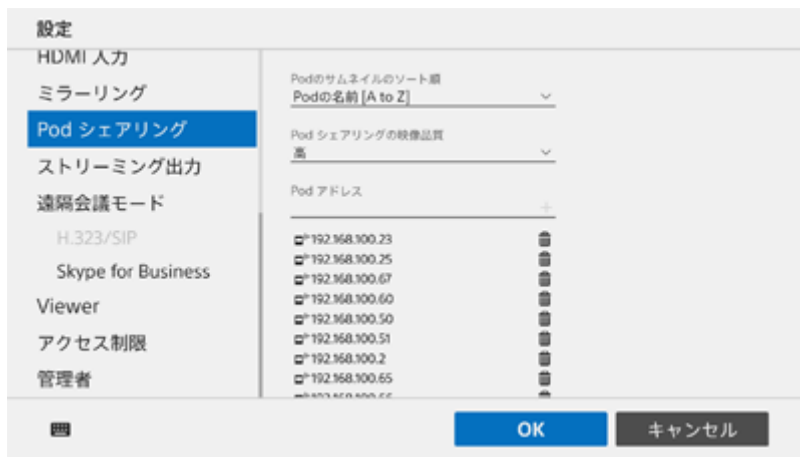 設定
HDMI 入力
ミラーリング
Pod シェアリング
ストリーミング出力
遠隔会議モード
H.323/SIP
Skype for Business
Viewer
アクセス制限
管理者
Podのサムネイルのソート順
Podの名前 [A to Z]
Pod シェアリングの映像品質
高
Pod アドレス
192.168.100.23
192.168.100.25
192.168.100.67
192.168.100.60
192.168.100.50
192.168.100.51
192.168.100.2
192.168.100.65
OK
キャンセル